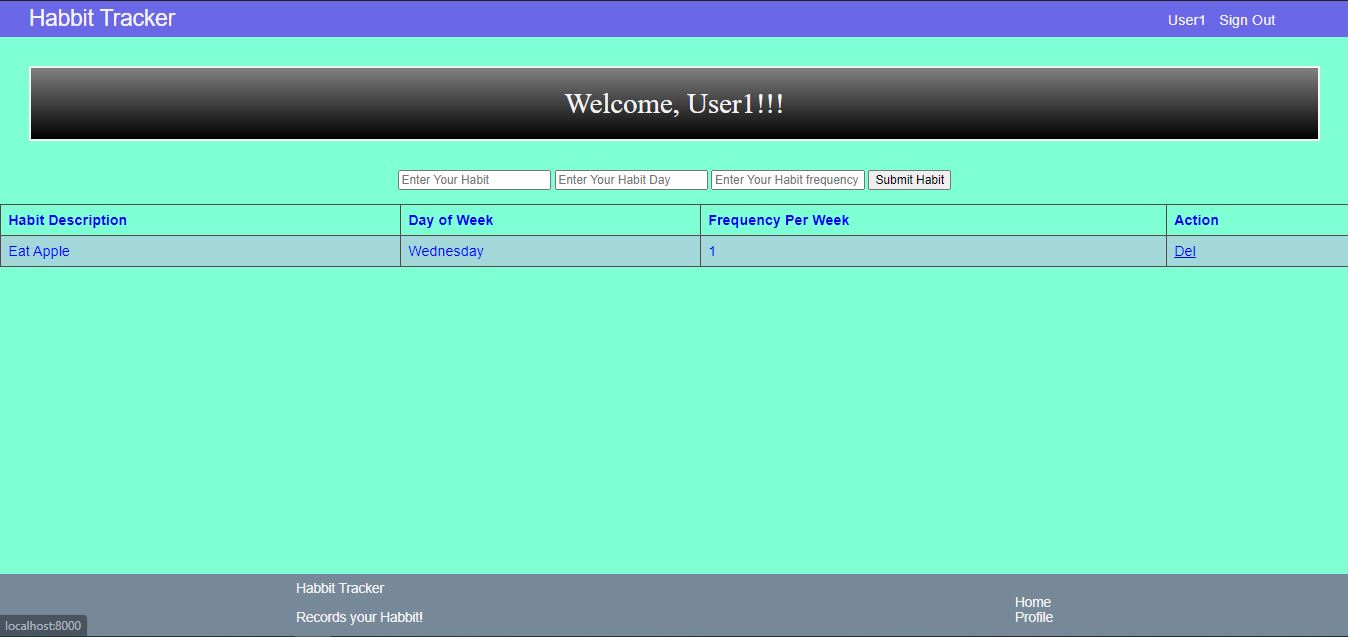 Habbit Tracker User1 Sign Out
Welcome, User1!!!
Enter Your Habit Enter Your Habit Day Enter Your Habit frequency Submit Habit
Habit Description Day of Week Frequency Per Week Action
Eat Apple Wednesday 1 Del
Habbit Tracker
Home
Records your Habbit! Profile
localhost:8000